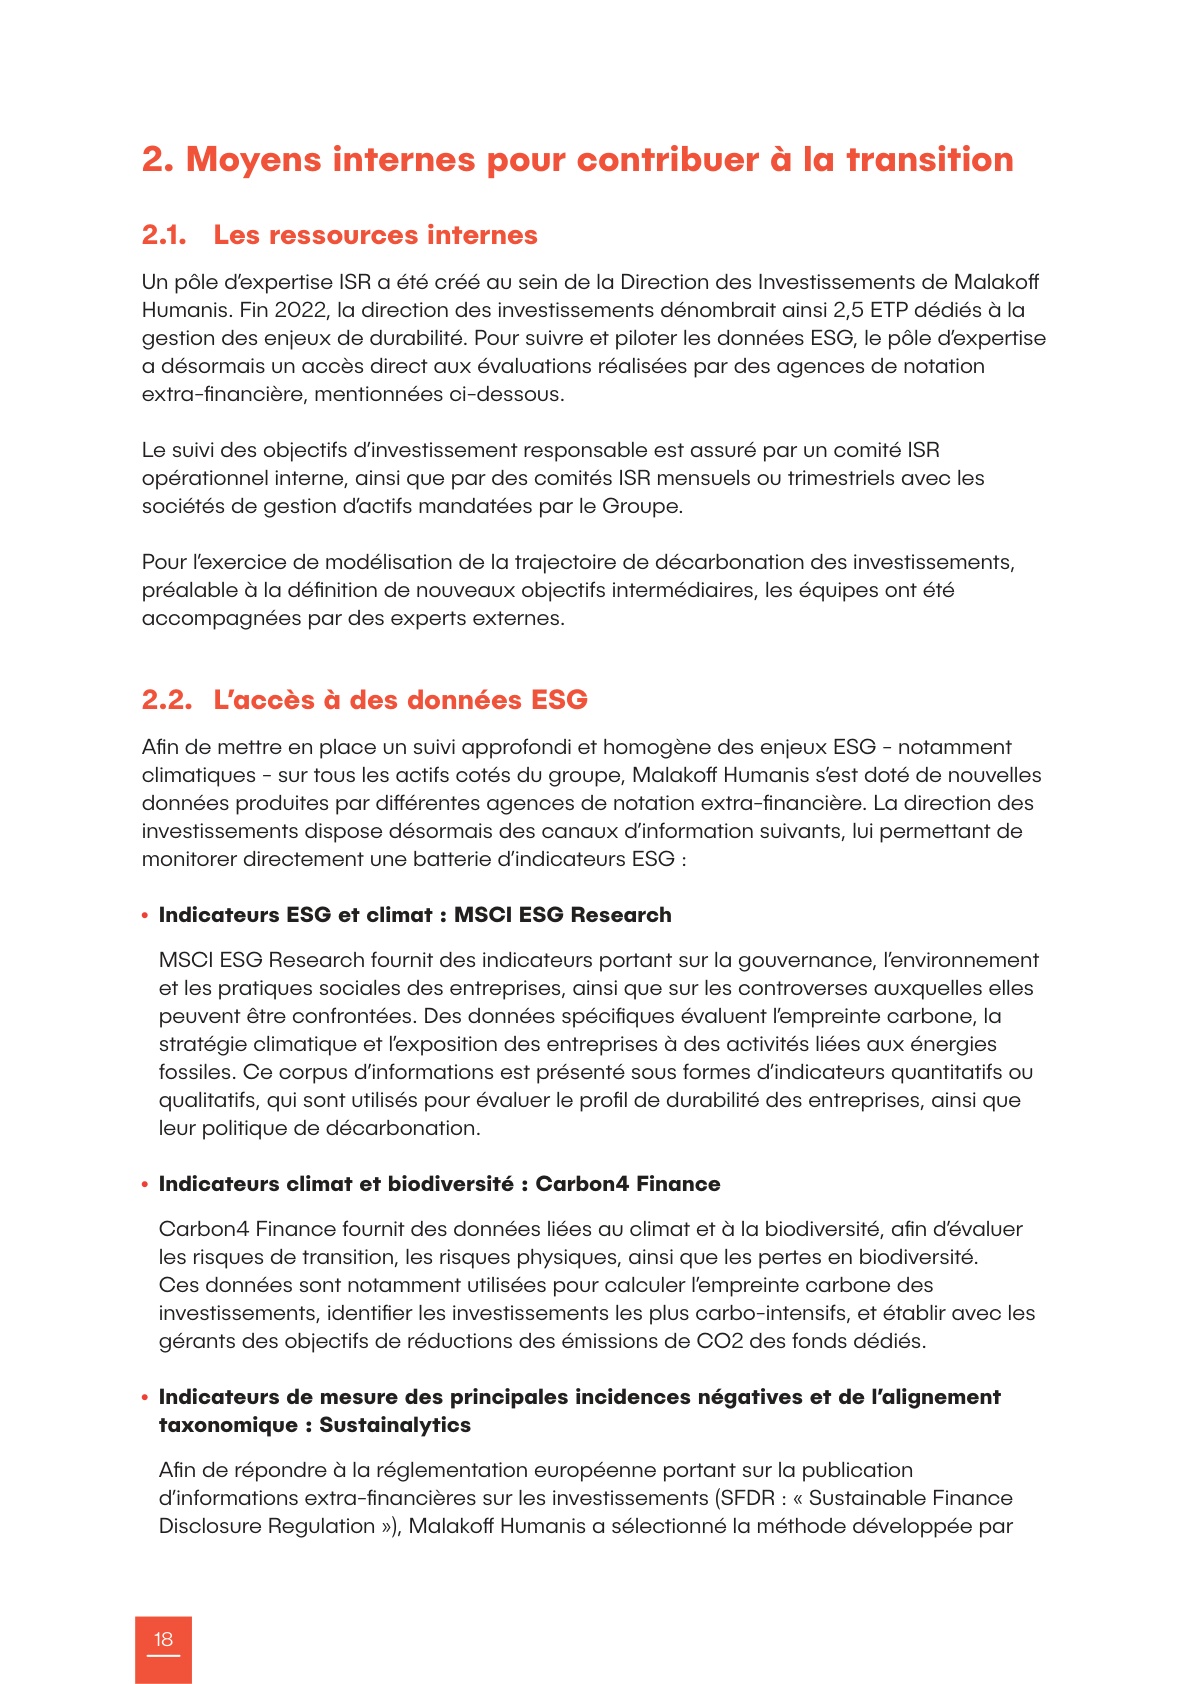 2. Moyens internes pour contribuer à la transition
2.1. Les ressources internes
Un pôle d’expertise ISR a été créé au sein de la Direction des Investissements de Malakoff
Humanis. Fin 2022, la direction des investissements dénombrait ainsi 2,5 ETP dédiés à la
gestion des enjeux de durabilité. Pour suivre et piloter les données ESG, le pôle d’expertise
a désormais un accès direct aux évaluations réalisées par des agences de notation
extra-financière, mentionnées ci-dessous.
Le suivi des objectifs d’investissement responsable est assuré par un comité ISR
opérationnel interne, ainsi que par des comités ISR mensuels ou trimestriels avec les
sociétés de gestion d’actifs mandatées par le Groupe.
Pour l’exercice de modélisation de la trajectoire de décarbonation des investissements,
préalable à la définition de nouveaux objectifs intermédiaires, les équipes ont été
accompagnées par des experts externes.
2.2. L’accès à des données ESG
Afin de mettre en place un suivi approfondi et homogène des enjeux ESG - notamment
climatiques - sur tous les actifs cotés du groupe, Malakoff Humanis s’est doté de nouvelles
données produites par différentes agences de notation extra-financière. La direction des
investissements dispose désormais des canaux d’information suivants, lui permettant de
monitorer directement une batterie d’indicateurs ESG :
• Indicateurs ESG et climat : MSCI ESG Research
MSCI ESG Research fournit des indicateurs portant sur la gouvernance, l’environnement
et les pratiques sociales des entreprises, ainsi que sur les controverses auxquelles elles
peuvent être confrontées. Des données spécifiques évaluent l’empreinte carbone, la
stratégie climatique et l’exposition des entreprises à des activités liées aux énergies
fossiles. Ce corpus d’informations est présenté sous formes d’indicateurs quantitatifs ou
qualitatifs, qui sont utilisés pour évaluer le profil de durabilité des entreprises, ainsi que
leur politique de décarbonation.
• Indicateurs climat et biodiversité : Carbon4 Finance
Carbon4 Finance fournit des données liées au climat et à la biodiversité, afin d’évaluer
les risques de transition, les risques physiques, ainsi que les pertes en biodiversité.
Ces données sont notamment utilisées pour calculer l’empreinte carbone des
investissements, identifier les investissements les plus carbo-intensifs, et établir avec les
gérants des objectifs de réductions des émissions de CO2 des fonds dédiés.
• Indicateurs de mesure des principales incidences négatives et de l’alignement
taxonomique : Sustainalytics
Afin de répondre à la réglementation européenne portant sur la publication
d’informations extra-financières sur les investissements (SFDR : « Sustainable Finance
Disclosure Regulation »), Malakoff Humanis a sélectionné la méthode développée par
18